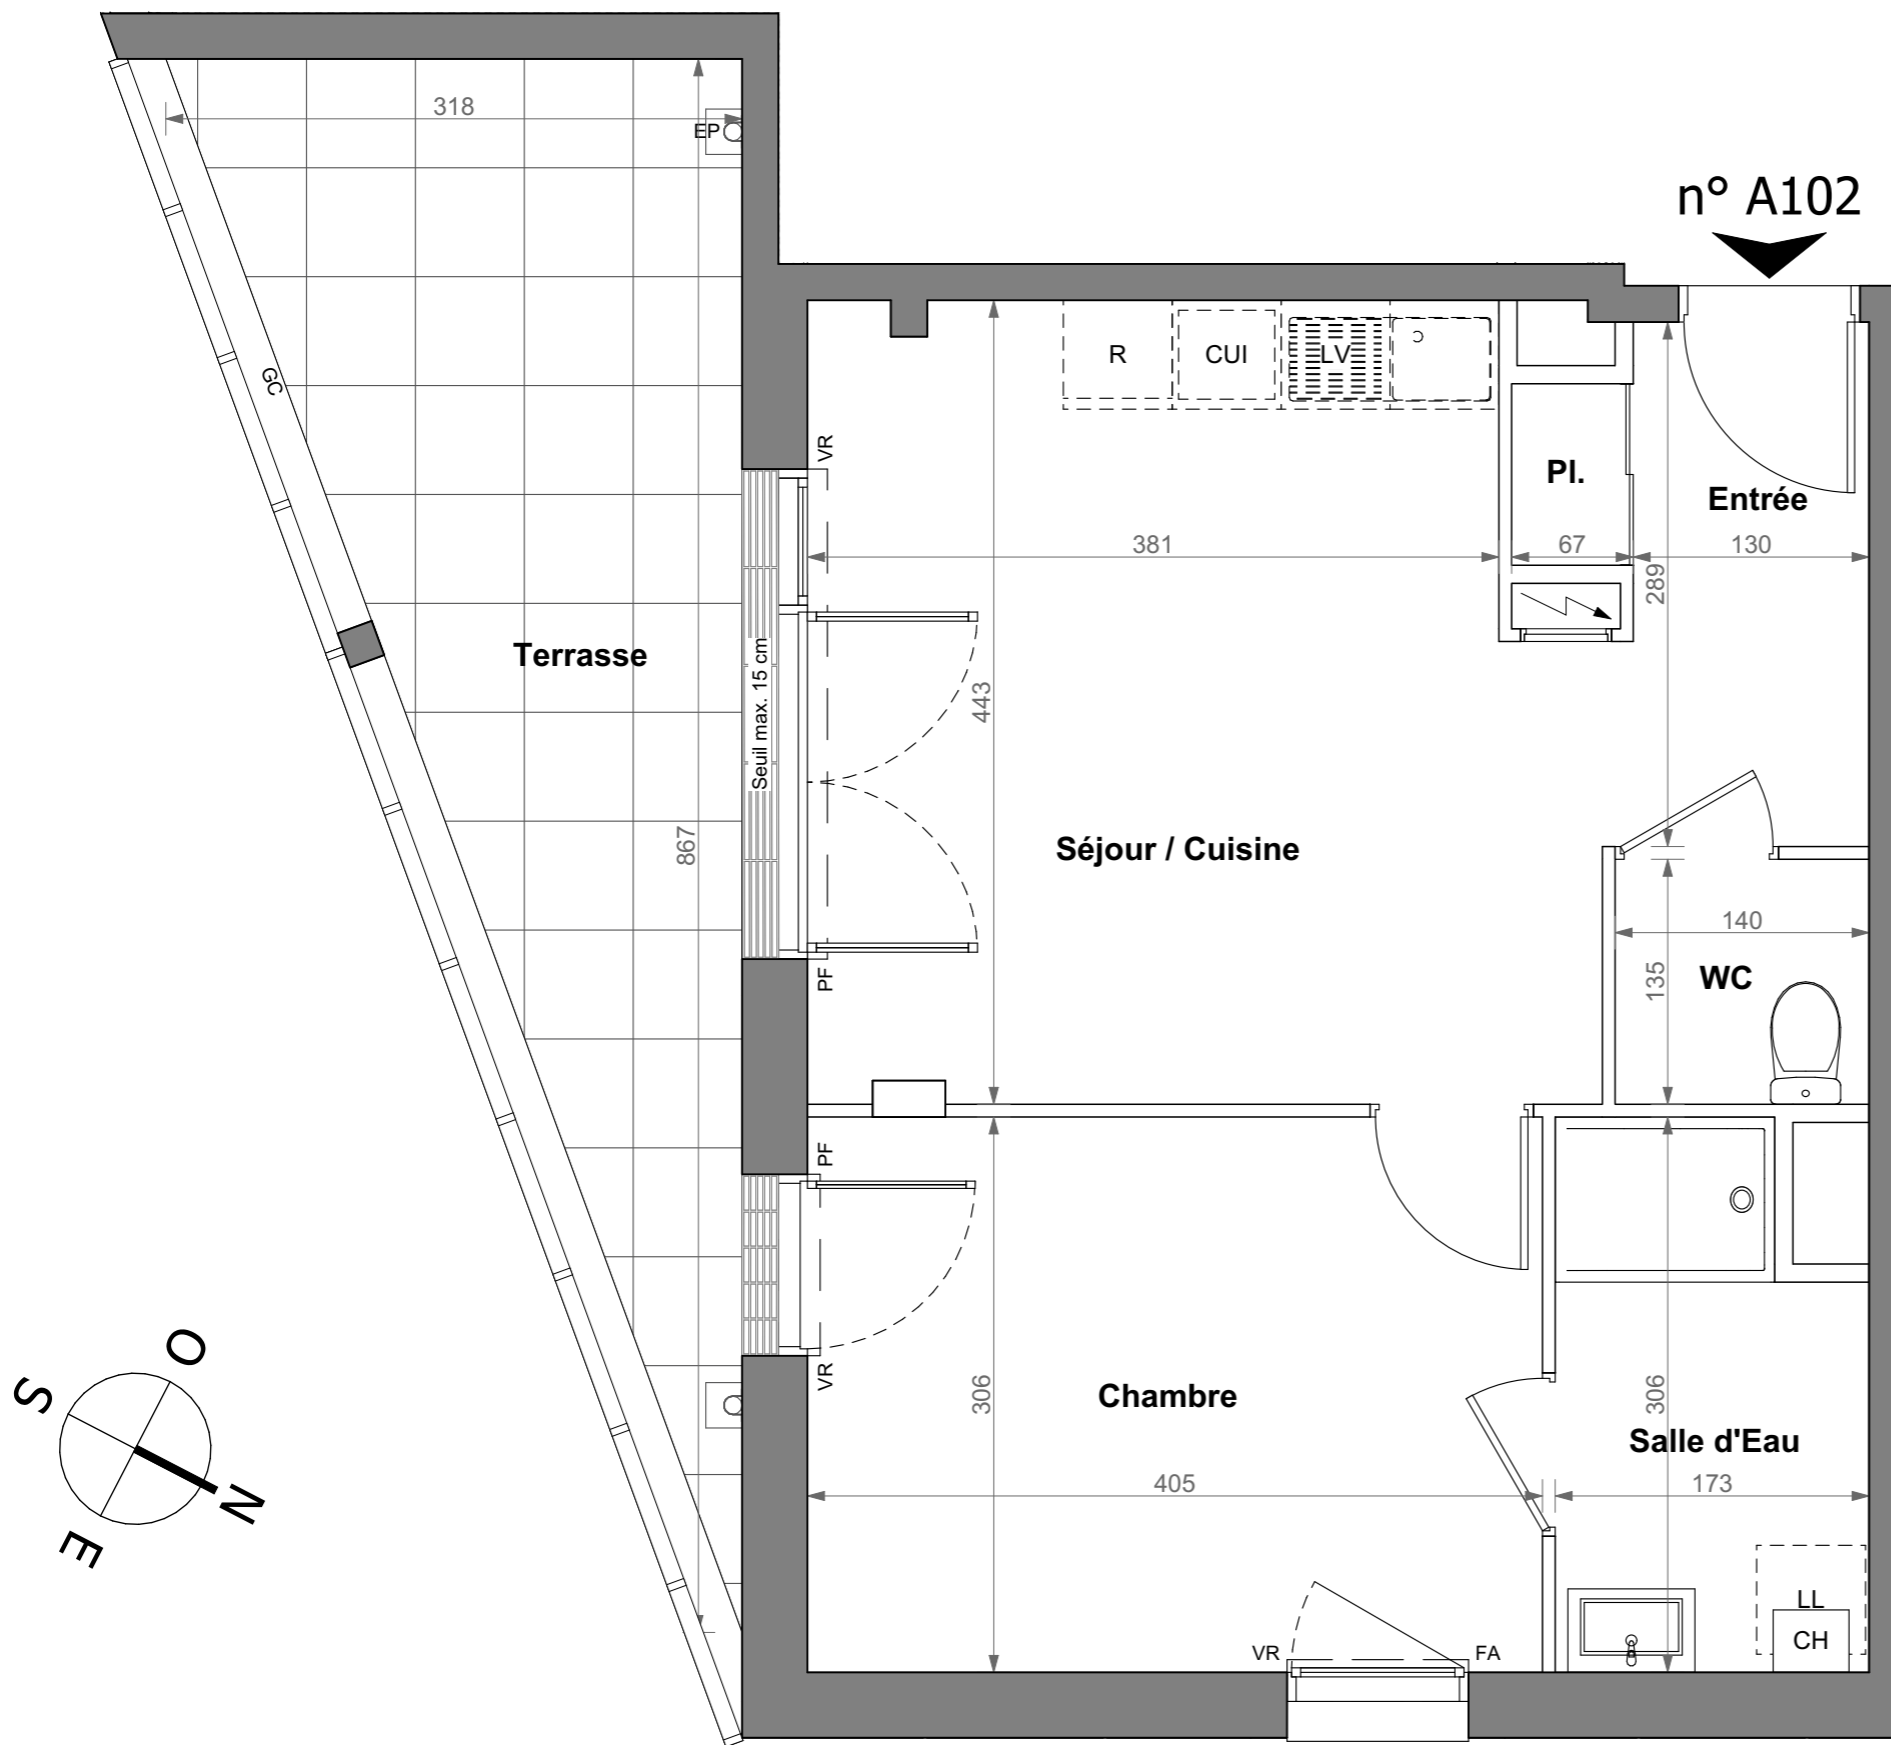 318
EP
n° A102
GC
R
CUI
LV
VR
Pl.
Entrée
381
67
130
289
Terrasse
Seuil max. 15 cm
443
867
Séjour / Cuisine
140
135
WC
PF
PF
VR
306
Chambre
306
Salle d'Eau
405
173
O
S
N
E
LL
CH
VR
FA